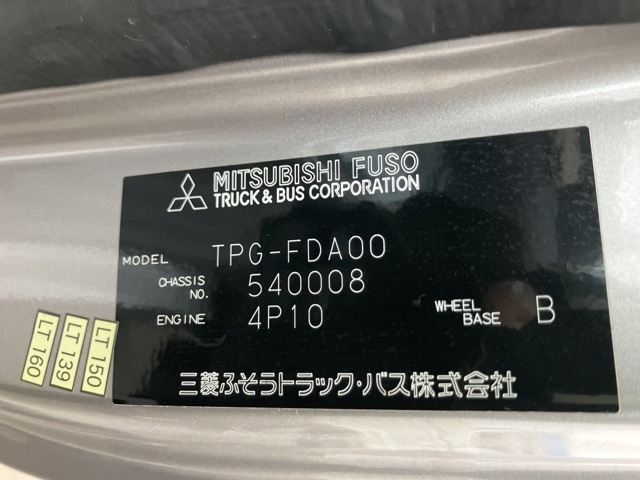 MITSUBISHI FUSO
TRUCK & BUS CORPORATION
MODEL TPG-FDA00
CHASSIS NO. 540008
ENGINE 4P10 WHEEL BASE B
三菱ふそうトラック・バス株式会社
LT 160
LT 139
LT 150